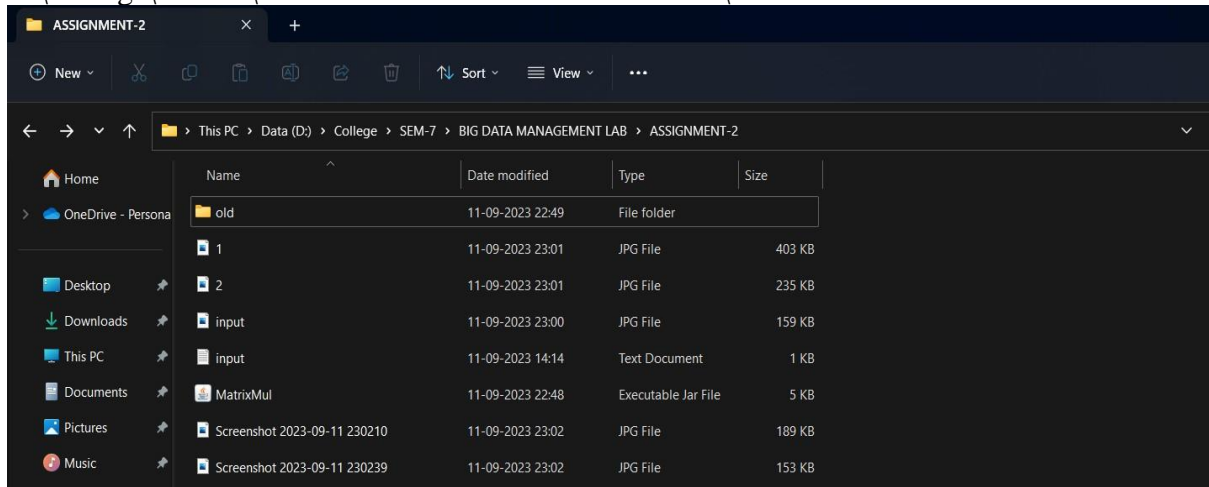 ASSIGNMENT-2
New
Sort
View
This PC > Data (D:) > College > SEM-7 > BIG DATA MANAGEMENT LAB > ASSIGNMENT-2
Home Name Date modified Type Size
OneDrive - Persona old 11-09-2023 22:49 File folder
1 11-09-2023 23:01 JPG File 403 KB
Desktop 2 11-09-2023 23:01 JPG File 235 KB
Downloads input 11-09-2023 23:00 JPG File 159 KB
This PC input 11-09-2023 14:14 Text Document 1 KB
Documents MatrixMul 11-09-2023 22:48 Executable Jar File 5 KB
Pictures Screenshot 2023-09-11 230210 11-09-2023 23:02 JPG File 189 KB
Music Screenshot 2023-09-11 230239 11-09-2023 23:02 JPG File 153 KB